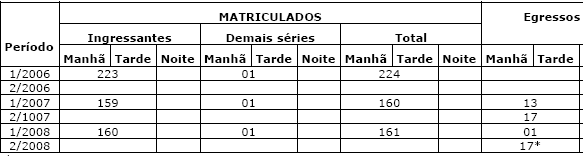 MATRICULADOS Egressos
Período Ingressantes Demais séries Total
Manhã Tarde Noite Manhã Tarde Noite Manhã Tarde Noite Manhã Tarde
1/2006 223 01 224
2/2006
1/2007 159 01 160 13
2/1007 17
1/2008 160 01 161 01
2/2008 17*